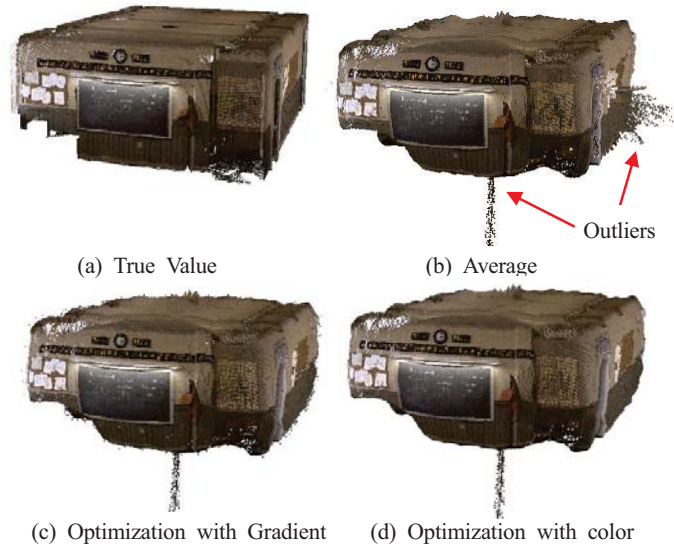 Outliers
(a) True Value
(b) Average
(c) Optimization with Gradient
(d) Optimization with color